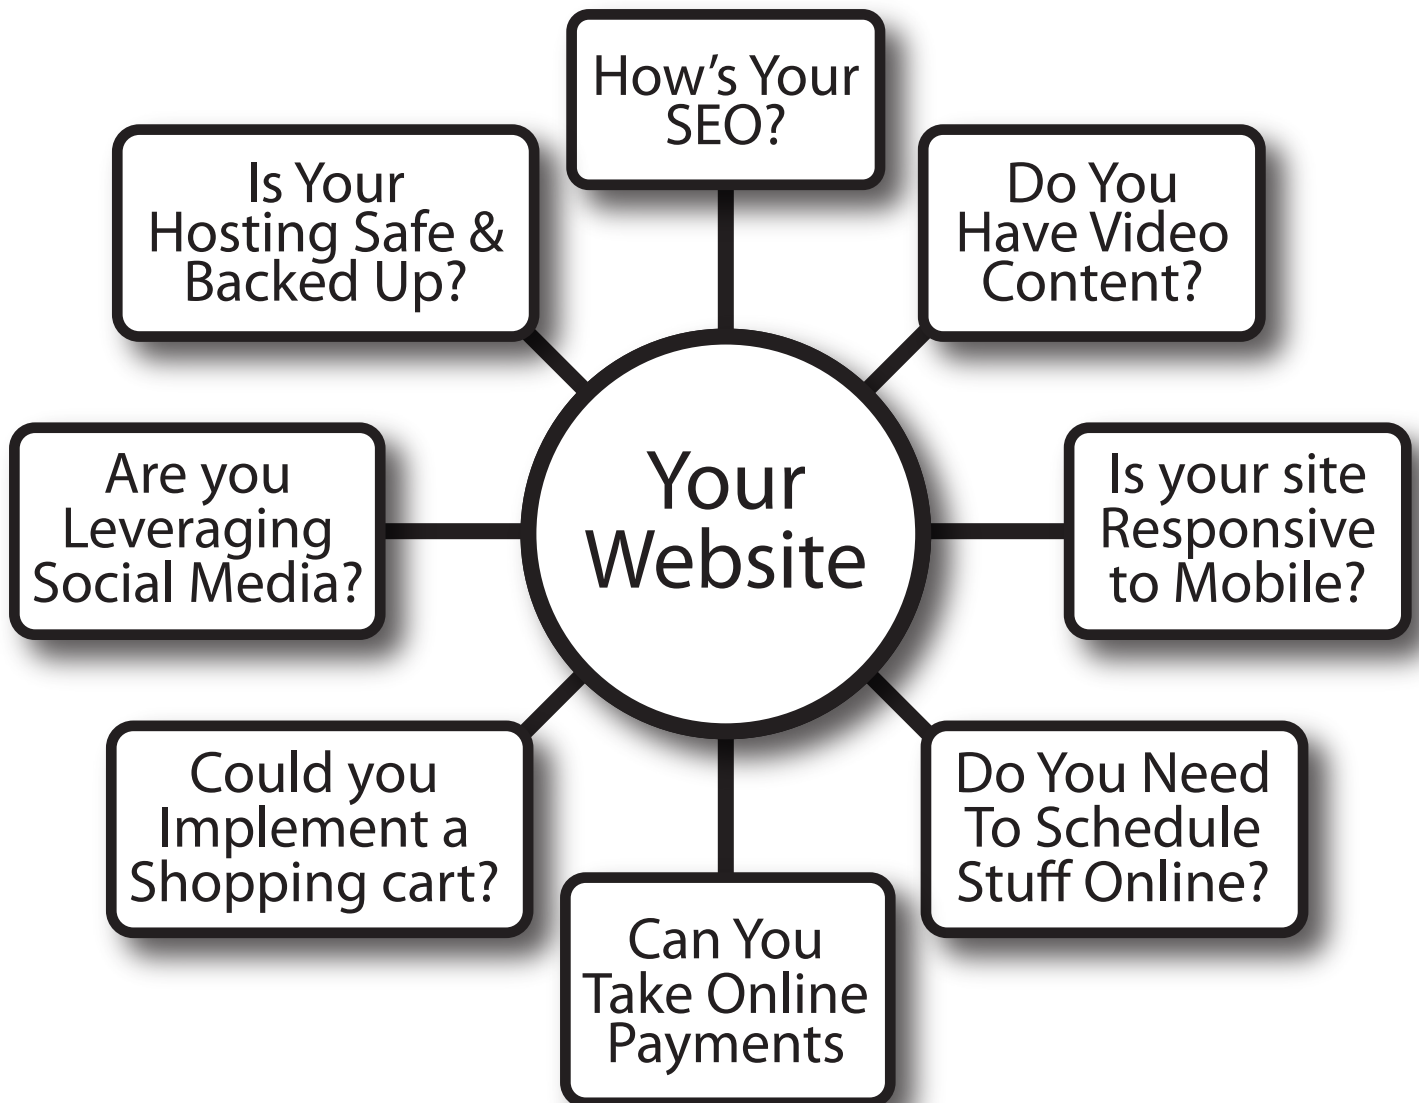 How's Your
SEO?
Is Your
Hosting Safe &
Backed Up?
Do You
Have Video
Content?
Are you
Leveraging
Social Media?
Your
Website
Is your site
Responsive
to Mobile?
Could you
Implement a
Shopping cart?
Do You Need
To Schedule
Stuff Online?
Can You
Take Online
Payments